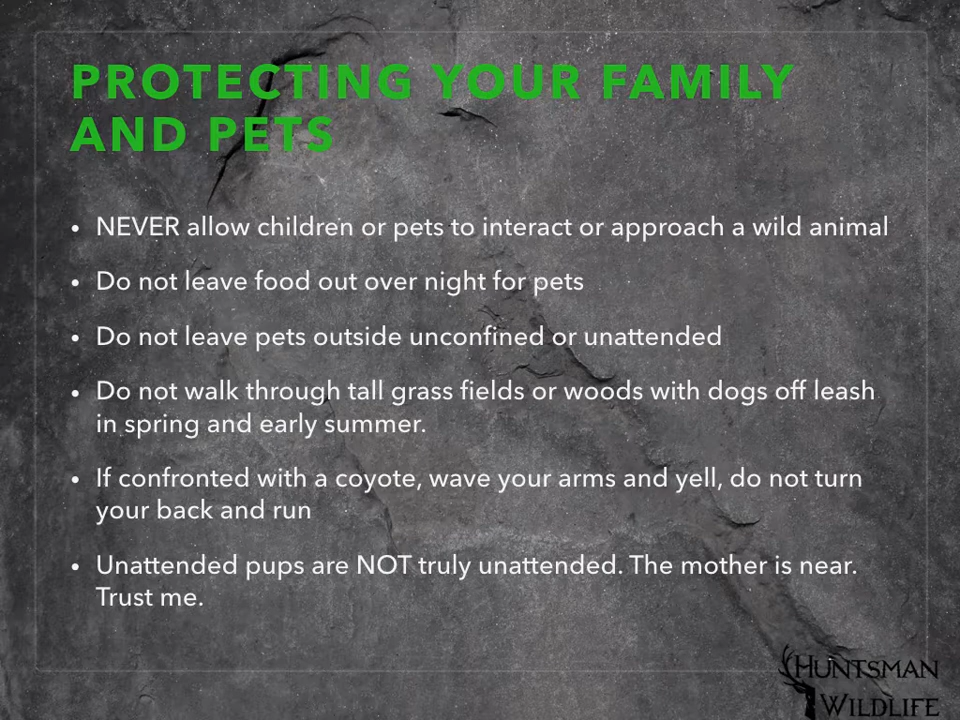 PROTECTING YOUR FAMILY
AND PETS
• NEVER allow children or pets to interact or approach a wild animal
• Do not leave food out over night for pets
• Do not leave pets outside unconfined or unattended
• Do not walk through tall grass fields or woods with dogs off leash
in spring and early summer.
• If confronted with a coyote, wave your arms and yell, do not turn
your back and run
• Unattended pups are NOT truly unattended. The mother is near.
Trust me.
HUNTSMAN
WILDLIFE